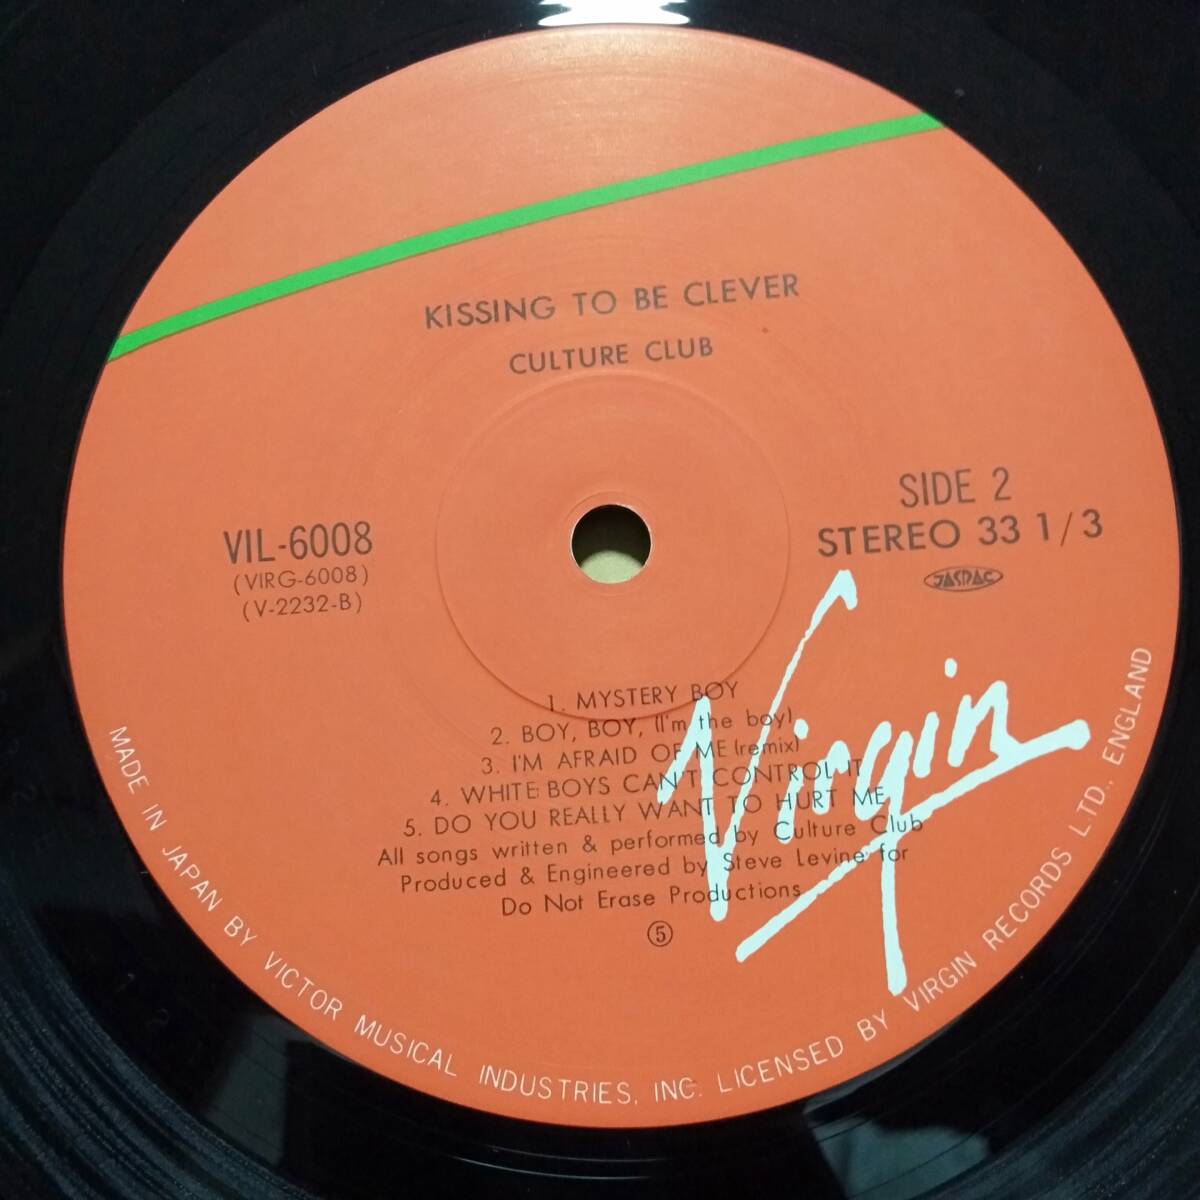 KISSING TO BE CLEVER
CULTURE CLUB
SIDE 2
STEREO 33 1/3
JASRAC
VIL-6008
(VIRG-6008)
(V-2232-B)
1. MYSTERY BOY
2. BOY, BOY, (I'm the boy)
3. I'M AFRAID OF ME (remix)
4. WHITE BOYS CAN'T CONTROL IT
5. DO YOU REALLY WANT TO HURT ME
All songs written & performed by Culture Club
Produced & Engineered by Steve Levine for
Do Not Erase Productions
⑤
Virgin
MADE IN JAPAN BY VICTOR MUSICAL INDUSTRIES, INC. LICENSED BY VIRGIN RECORDS LTD., ENGLAND